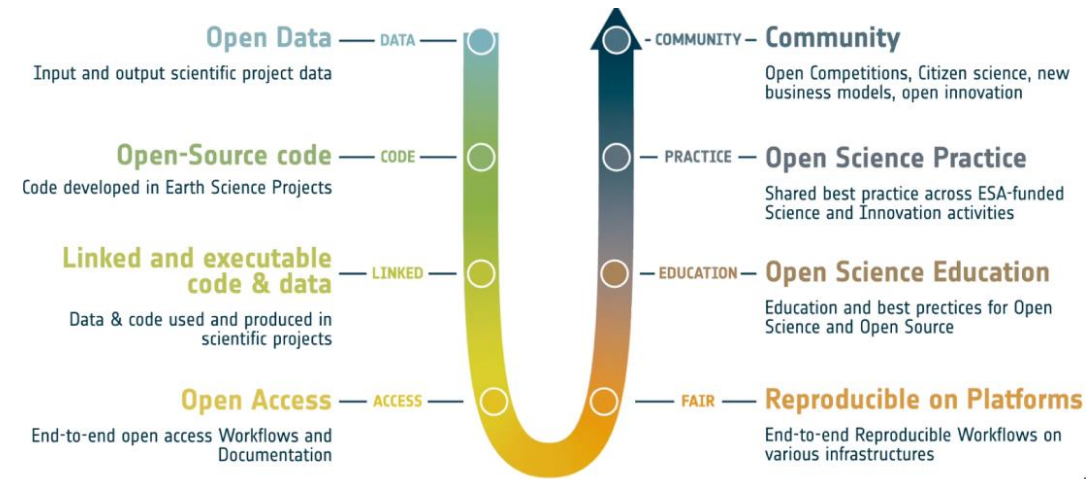 Open Data
DATA
Input and output scientific project data
Open-Source code
CODE
Code developed in Earth Science Projects
Linked and executable
code & data
LINKED
Data & code used and produced in
scientific projects
Open Access
ACCESS
End-to-end open access Workflows and
Documentation
COMMUNITY
Community
Open Competitions, Citizen science, new
business models, open innovation
PRACTICE
Open Science Practice
Shared best practice across ESA-funded
Science and Innovation activities
EDUCATION
Open Science Education
Education and best prectices for Open
Science and Open Source
FAIR
Reproducible on Platforms
End-to-end Reproducible Workflows on
various infrastructures